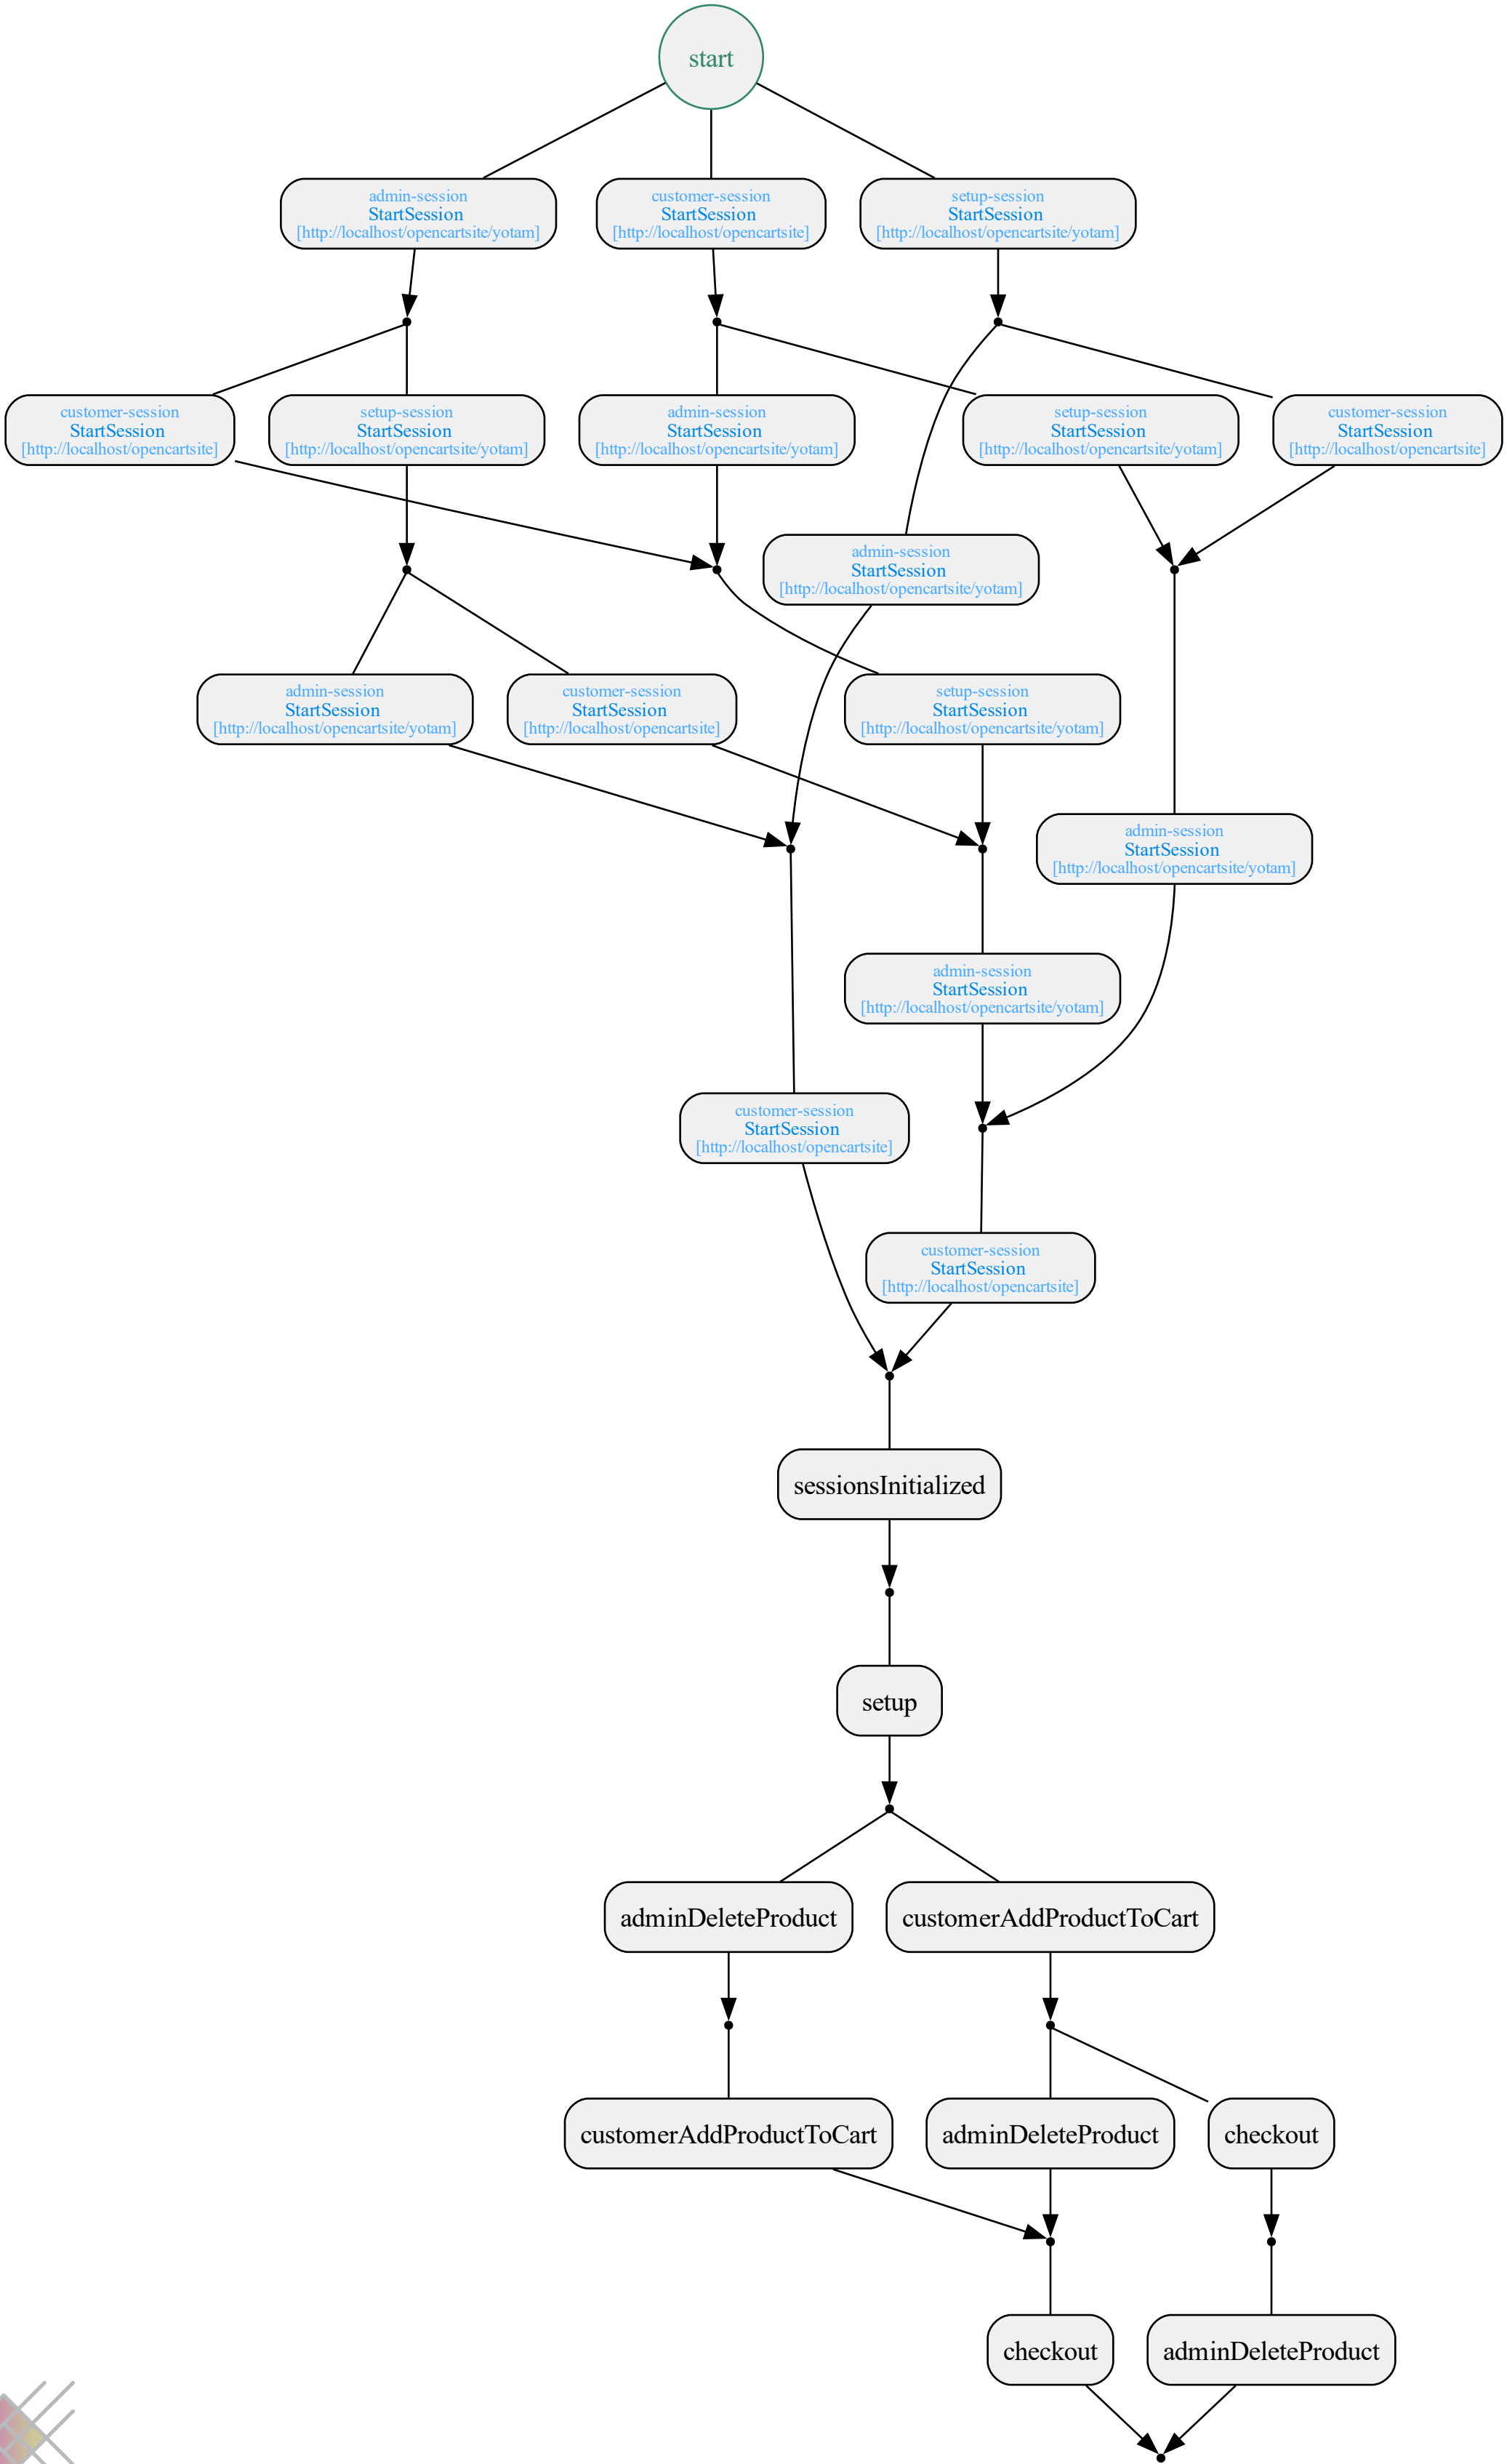 start
admin-session
StartSession
[http://localhost/opencartsite/yotam]
customer-session
StartSession
[http://localhost/opencartsite]
setup-session
StartSession
[http://localhost/opencartsite/yotam]
customer-session
StartSession
[http://localhost/opencartsite]
setup-session
StartSession
[http://localhost/opencartsite/yotam]
admin-session
StartSession
[http://localhost/opencartsite/yotam]
setup-session
StartSession
[http://localhost/opencartsite/yotam]
customer-session
StartSession
[http://localhost/opencartsite]
admin-session
StartSession
[http://localhost/opencartsite/yotam]
admin-session
StartSession
[http://localhost/opencartsite/yotam]
customer-session
StartSession
[http://localhost/opencartsite]
setup-session
StartSession
[http://localhost/opencartsite/yotam]
admin-session
StartSession
[http://localhost/opencartsite/yotam]
admin-session
StartSession
[http://localhost/opencartsite/yotam]
customer-session
StartSession
[http://localhost/opencartsite]
customer-session
StartSession
[http://localhost/opencartsite]
sessionsInitialized
setup
adminDeleteProduct
customerAddProductToCart
customerAddProductToCart
adminDeleteProduct
checkout
checkout
adminDeleteProduct